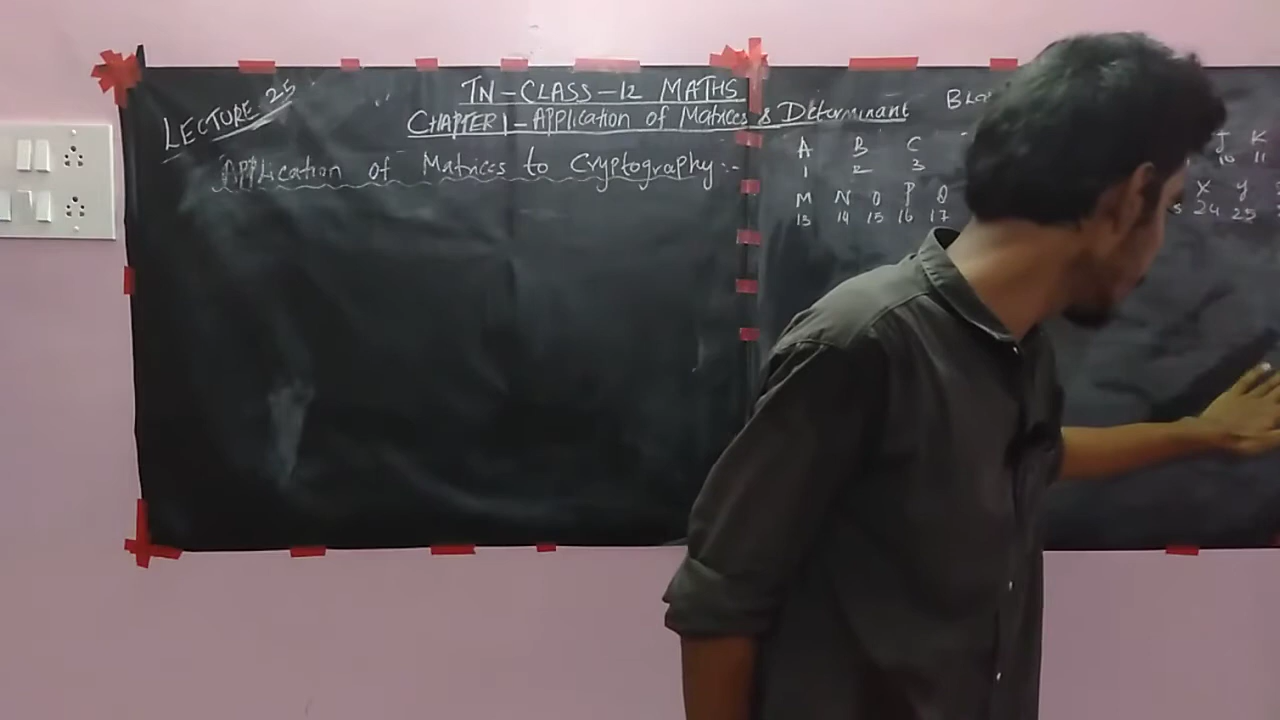 LECTURE 25
TN-CLASS-12 MATHS
CHAPTER 1 - Application of Matrices & Determinant
Application of Matrices to Cryptography:-
A B C J K
1 2 3 10 11
M N O P Q X Y
13 14 15 16 17 24 25